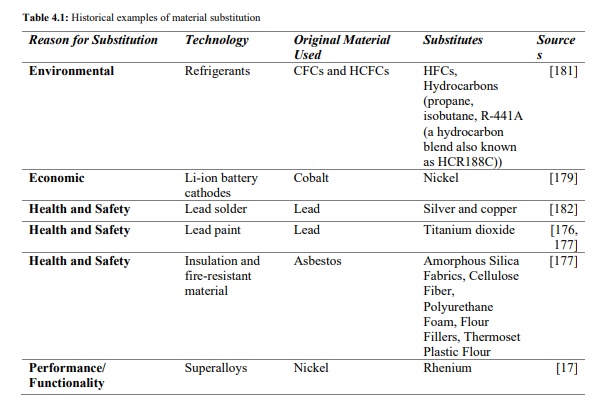 Table 4.1: Historical examples of material substitution
Reason for Substitution Technology Original Material Substitutes Source
Used s
Environmental Refrigerants CFCs and HCFCs HFCs, [181]
Hydrocarbons
(propane,
isobutane, R-441A
(a hydrocarbon
blend also known
as HCR188C))
Economic Li-ion battery Cobalt Nickel [179]
cathodes
Health and Safety Lead solder Lead Silver and copper [182]
Health and Safety Lead paint Lead Titanium dioxide [176,
177]
Health and Safety Insulation and Asbestos Amorphous Silica [177]
fire-resistant Fabrics, Cellulose
material Fiber,
Polyurethane
Foam, Flour
Fillers, Thermoset
Plastic Flour
Performance/ Superalloys Nickel Rhenium [17]
Functionality